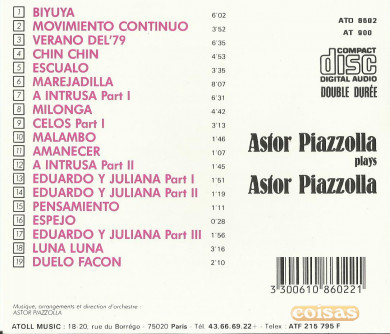 1 BIYUYA 6'02
2 MOVIMIENTO CONTINUO 3'52
3 VERANO DEL'79 6'35
4 CHIN CHIN 4'53
5 ESCUALO 3'35
6 MAREJADILLA 8'07
7 A INTRUSA Part I 6'31
8 MILONGA 4'42
9 CELOS Part I 3'13
10 MALAMBO 1'46
11 AMANECER 1'07
12 A INTRUSA Part II 1'45
13 EDUARDO Y JULIANA Part I 1'51
14 EDUARDO Y JULIANA Part II 1'19
15 PENSAMIENTO 1'11
16 ESPEJO 0'28
17 EDUARDO Y JULIANA Part III 1'56
18 LUNA LUNA 3'16
19 DUELO FACON 2'10
Musique, arrangements et direction d'orchestre :
ASTOR PIAZZOLLA
ATO 8602
AT 900
COMPACT
disc
DIGITAL AUDIO
DOUBLE DURÉE
Astor Piazzolla
plays
Astor Piazzolla
3 300610 860221
coisas
ATOLL MUSIC : 18-20, rue du Borrégo - 75020 Paris - Tél. 43.66.69.22 + - Telex : ATF 215 795 F